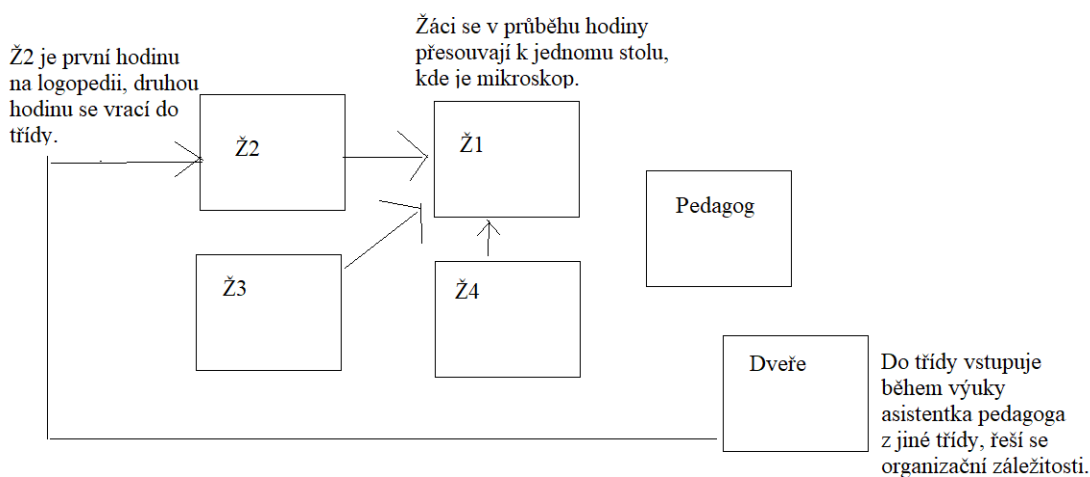 Žáci se v průběhu hodiny
přesouvají k jednomu stolu,
kde je mikroskop.
Ž2 je první hodinu
na logopedii, druhou
hodinu se vrací do
třídy.
Ž2
Ž1
Pedagog
Ž3
Ž4
Dveře
Do třídy vstupuje
během výuky
asistentka pedagoga
z jiné třídy, řeší se
organizační záležitosti.